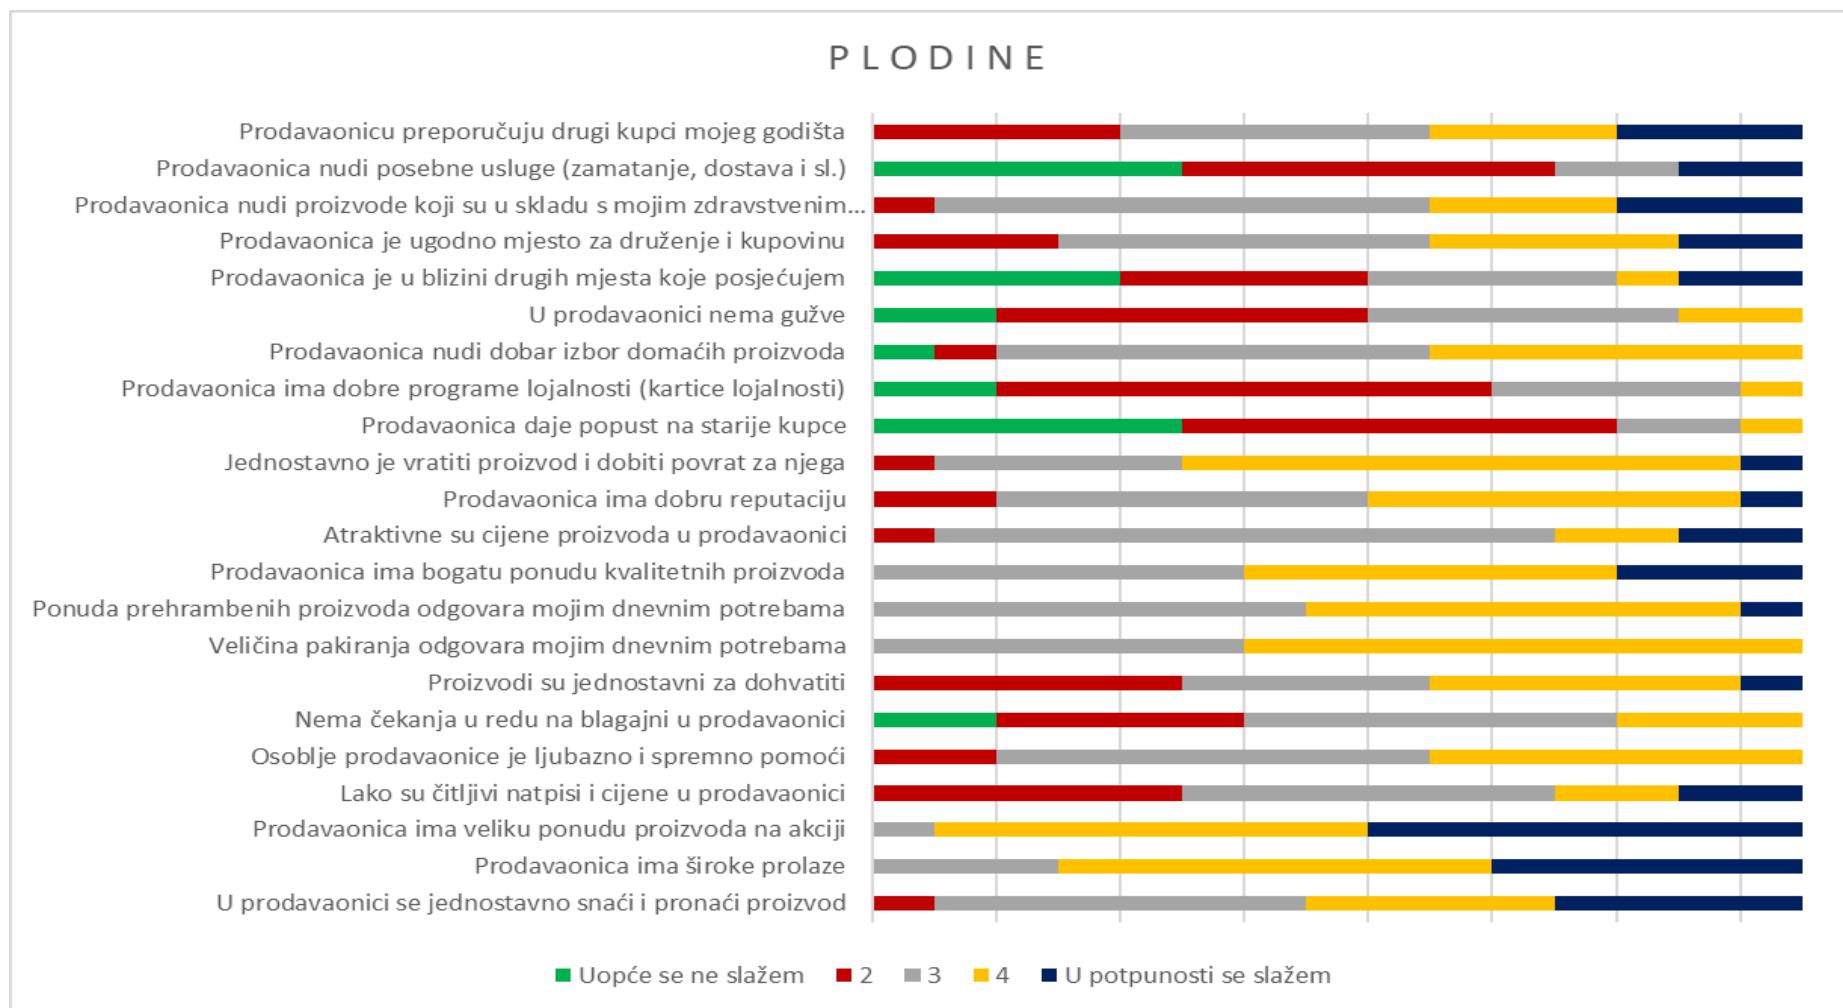 PLODINE
Prodavaonicu preporučuju drugi kupci mojeg godišta
Prodavaonica nudi posebne usluge (zamatanje, dostava i sl.)
Prodavaonica nudi proizvode koji su u skladu s mojim zdravstvenim...
Prodavaonica je ugodno mjesto za druženje i kupovinu
Prodavaonica je u blizini drugih mjesta koje posjećujem
U prodavaonici nema gužve
Prodavaonica nudi dobar izbor domaćih proizvoda
Prodavaonica ima dobre programe lojalnosti (kartice lojalnosti)
Prodavaonica daje popust na starije kupce
Jednostavno je vratiti proizvod i dobiti povrat za njega
Prodavaonica ima dobru reputaciju
Atraktivne su cijene proizvoda u prodavaonici
Prodavaonica ima bogatu ponudu kvalitetnih proizvoda
Ponuda prehrambenih proizvoda odgovara mojim dnevnim potrebama
Veličina pakiranja odgovara mojim dnevnim potrebama
Proizvodi su jednostavni za dohvatiti
Nema čekanja u redu na blagajni u prodavaonici
Osoblje prodavaonice je ljubazno i spremno pomoći
Lako su čitljivi natpisi i cijene u prodavaonici
Prodavaonica ima veliku ponudu proizvoda na akciji
Prodavaonica ima široke prolaze
U prodavaonici se jednostavno snaći i pronaći proizvod
Uopće se ne slažem 2 3 4 U potpunosti se slažem